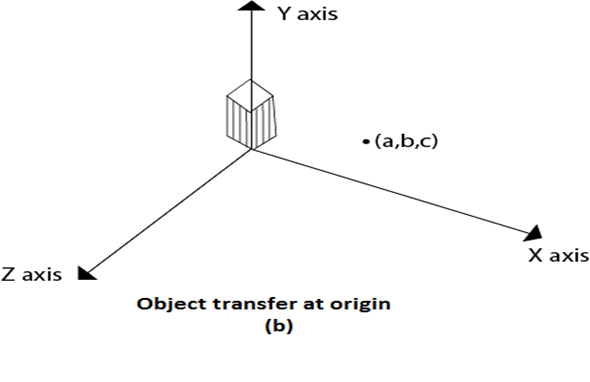 Y axis
(a,b,c)
X axis
Z axis
Object transfer at origin
(b)